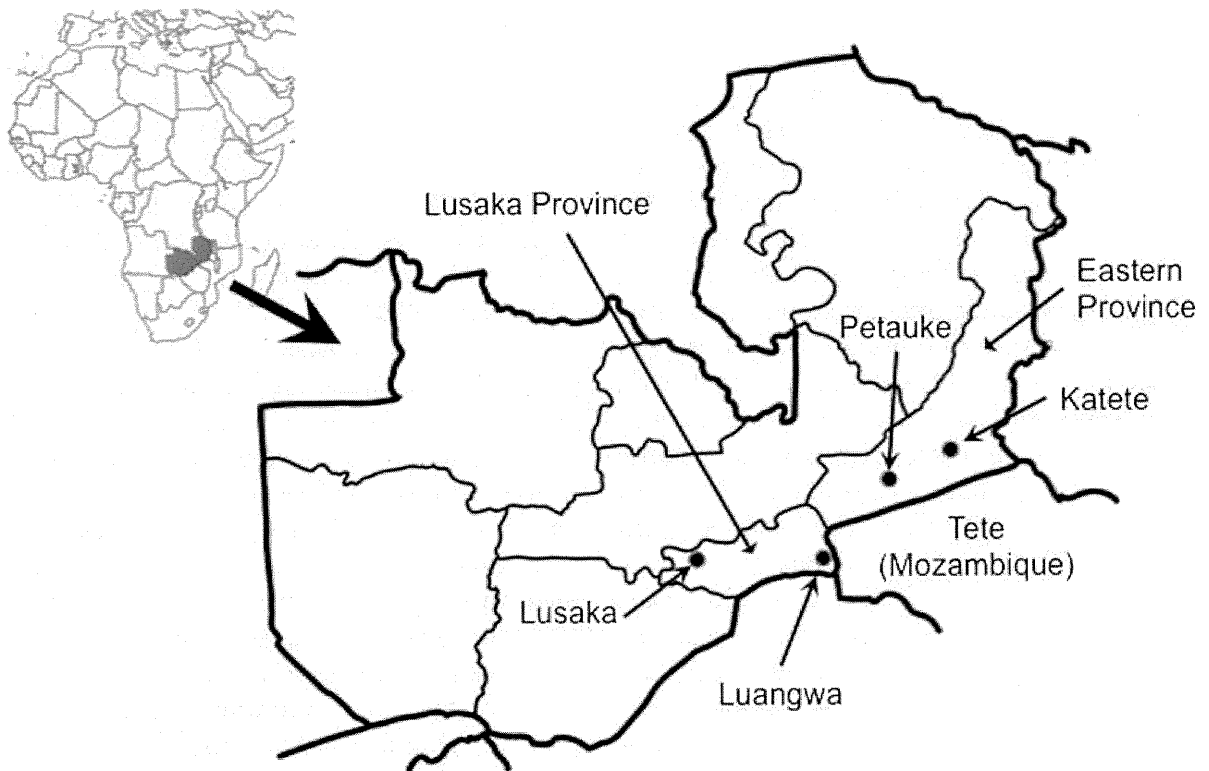 Lusaka Province
Eastern
Province
Petauke
Katete
Tete
(Mozambique)
Lusaka
Luangwa